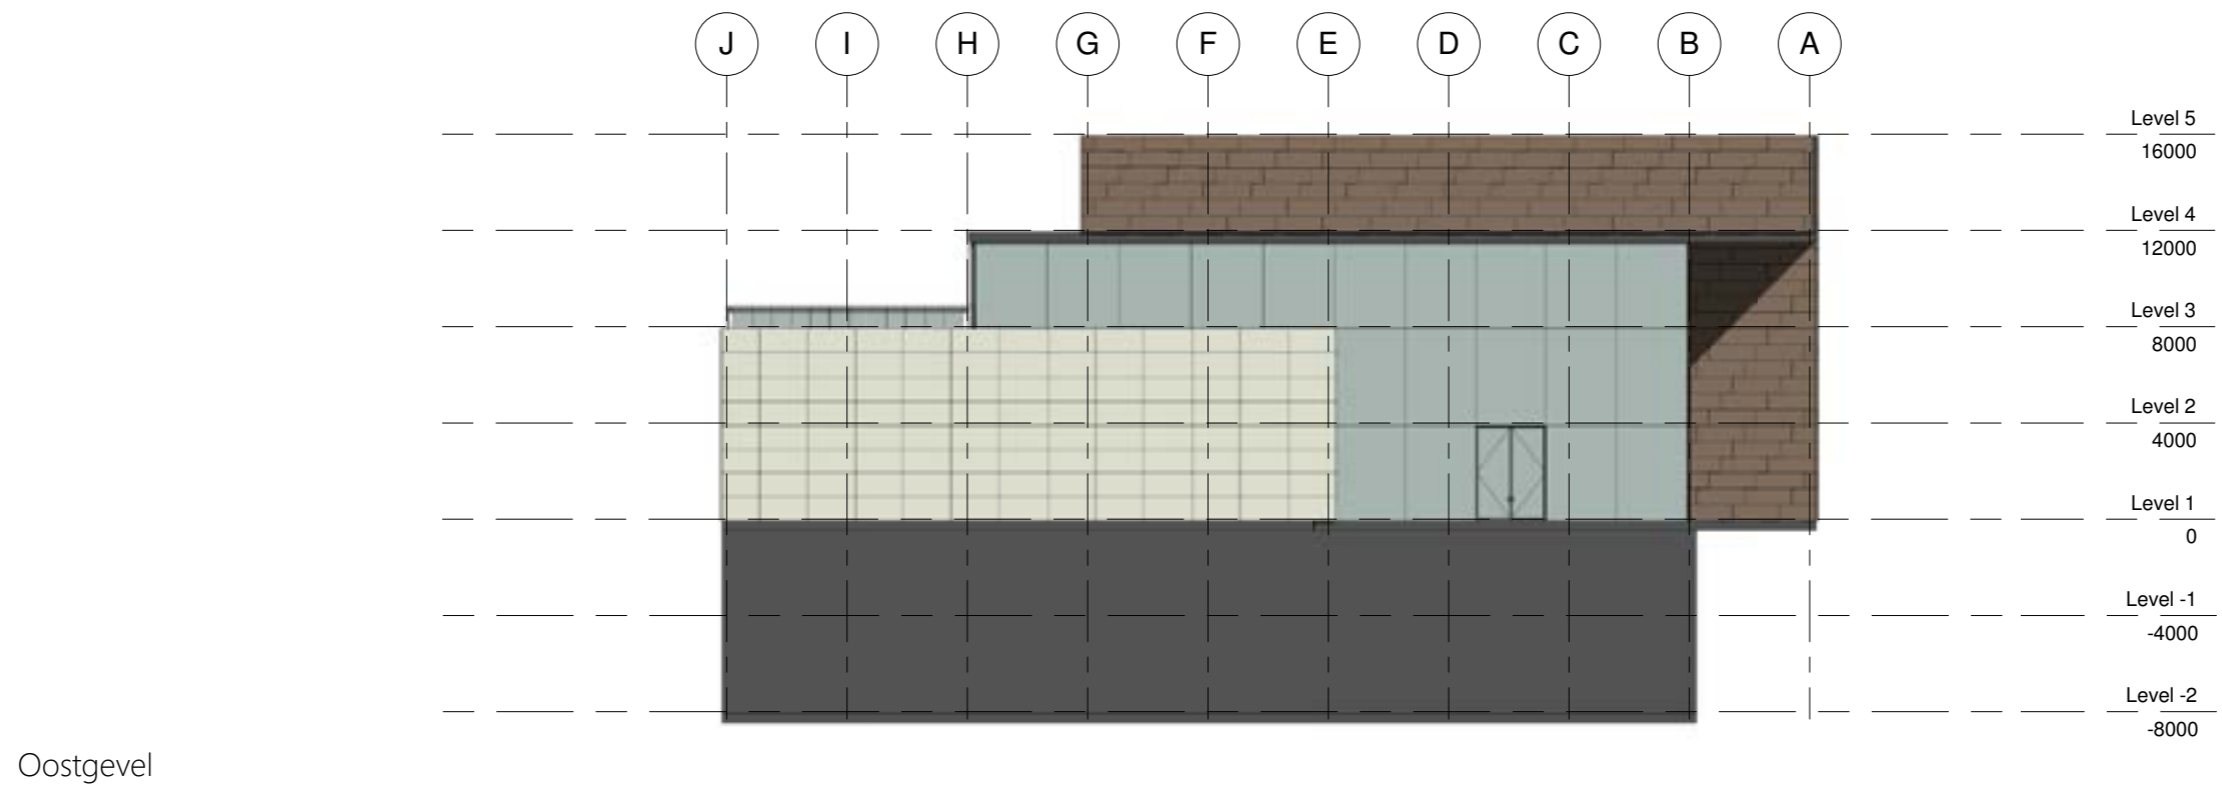 J I H G F E D C B A
Level 5
16000
Level 4
12000
Level 3
8000
Level 2
4000
Level 1
0
Level -1
-4000
Level -2
-8000
Oostgevel